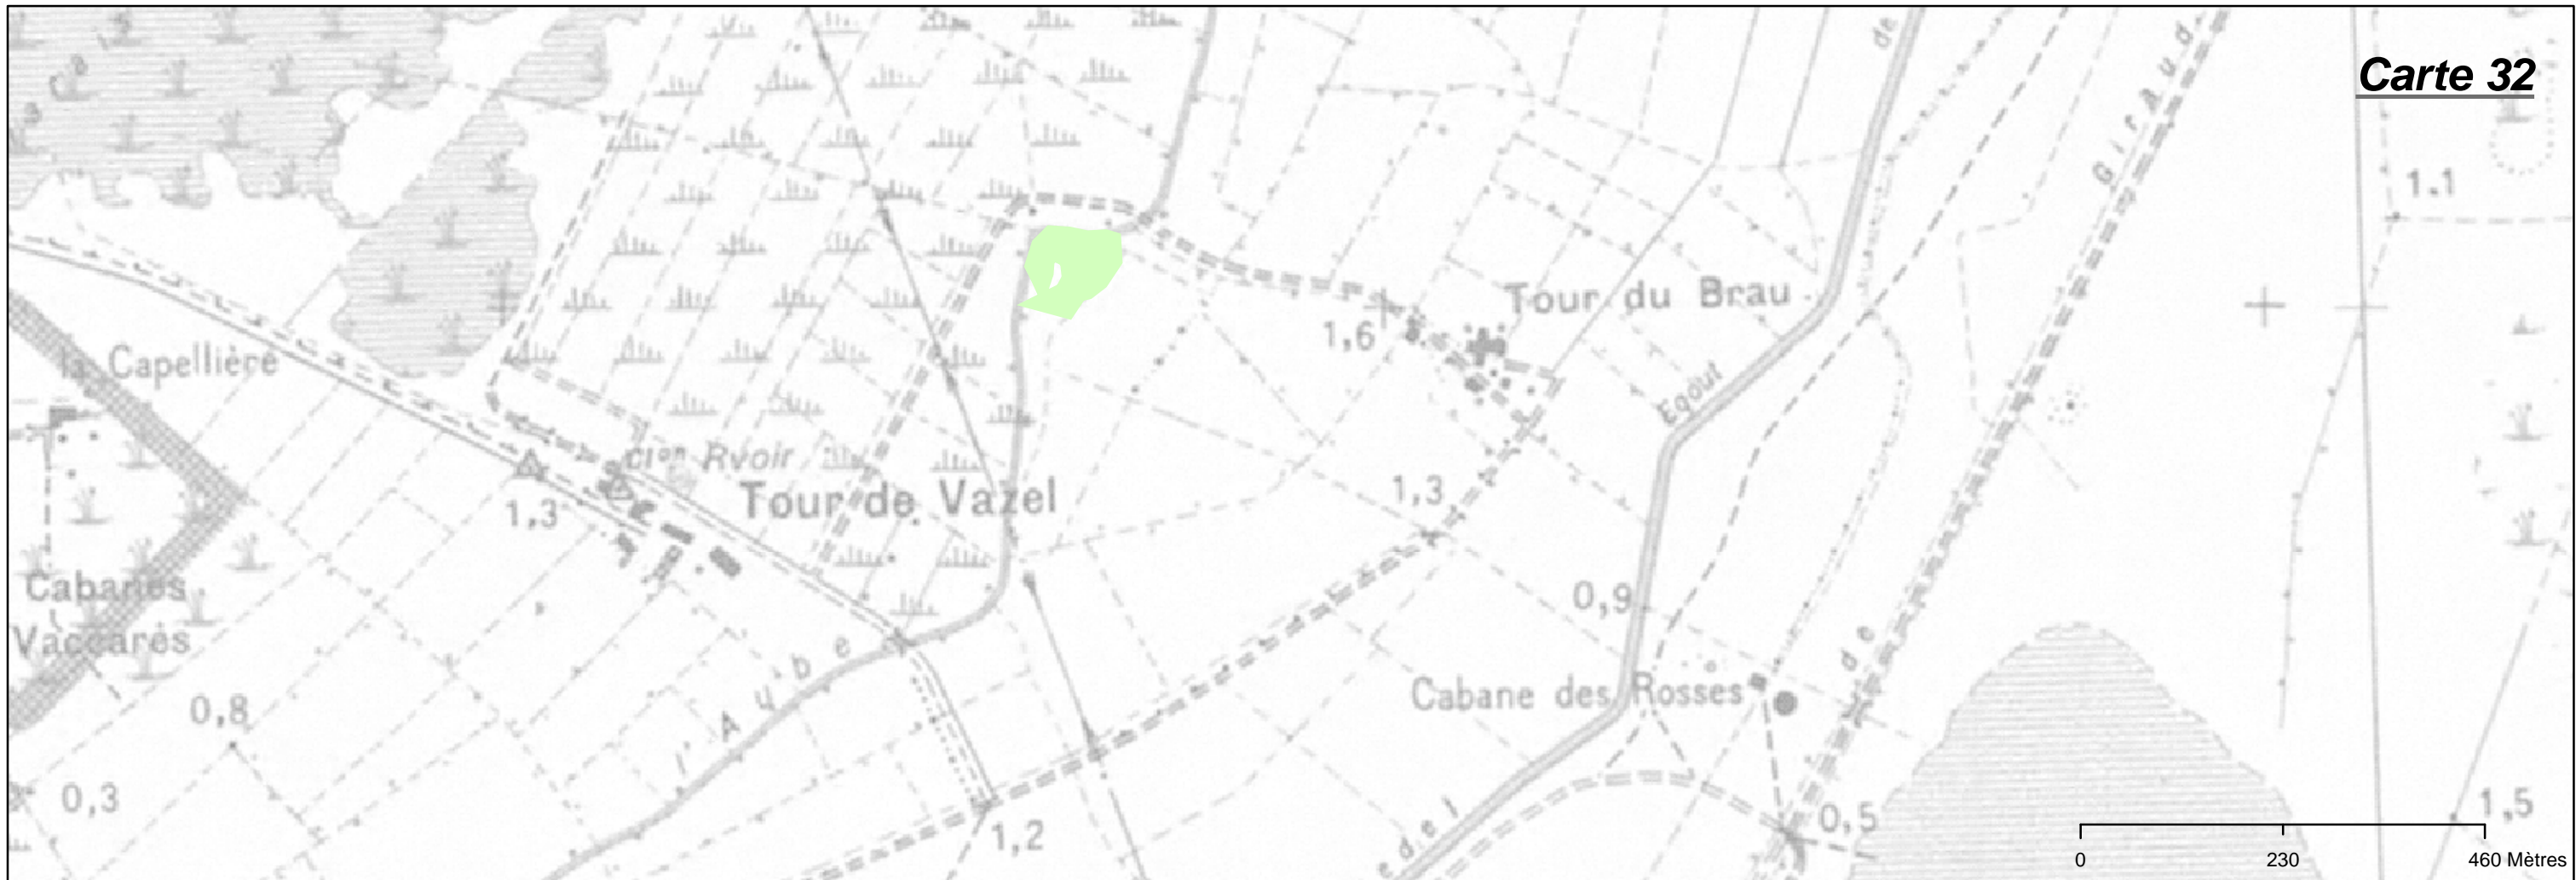 Carte 32
de
Giraud
1.1
Tour du Brau
1,6
la Capellière
Egout
Rvoir
Tour de Vazel
1,3
1,3
Cabanes
Vaccarès
0,9
l'Aube
de
Cabane des Rosses
0,8
0,3
1,2
0,5
1,5
0
230
460 Mètres